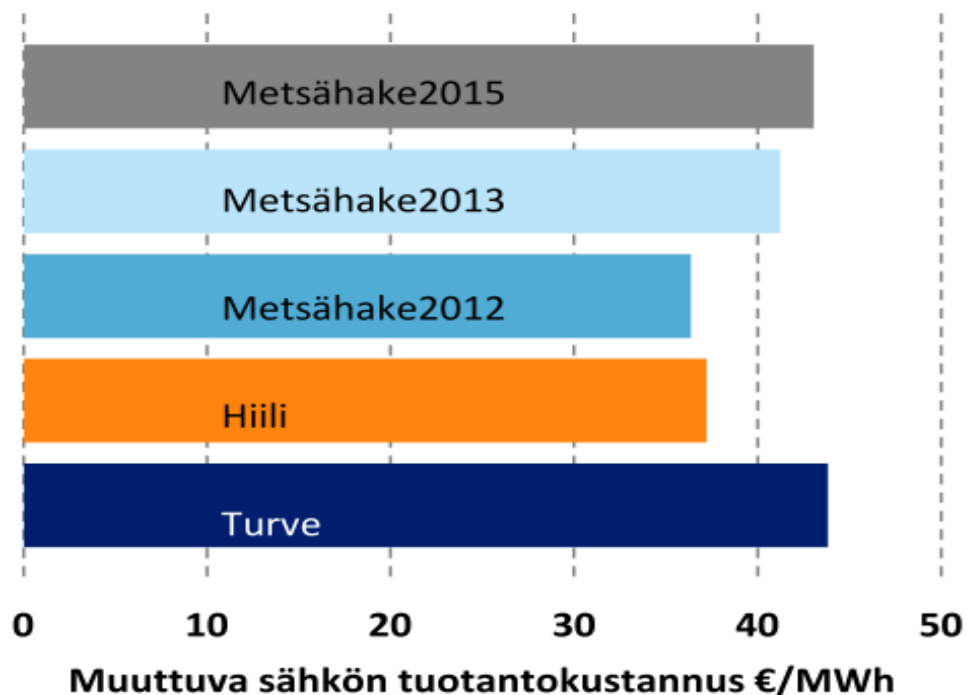 Metsähake2015
Metsähake2013
Metsähake2012
Hiili
Turve
0 10 20 30 40 50
Muuttuva sähkön tuotantokustannus €/MWh